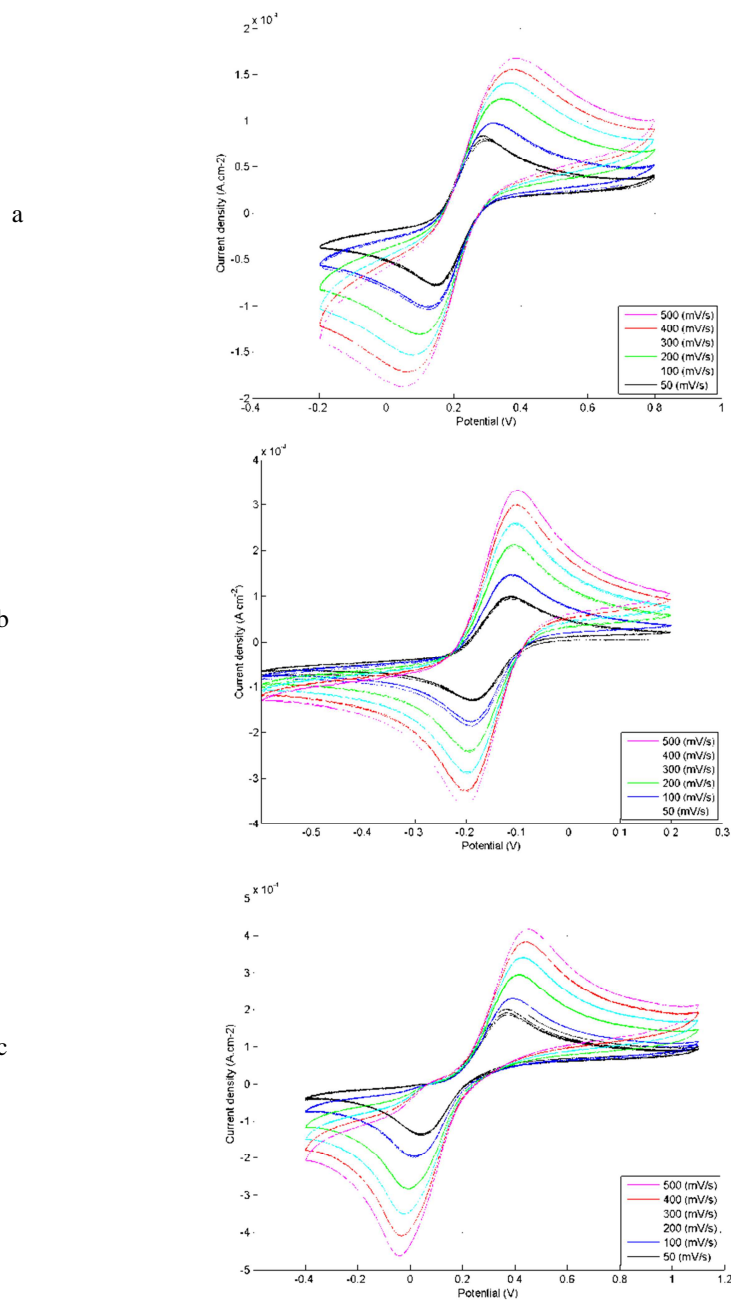 a
2 x 10⁻
1.5
1
0.5
0
-0.5
-1
-1.5
-2
-0.4 -0.2 0 0.2 0.4 0.6 0.8 1
Potential (V)
Current density (A.cm-2)
500 (mV/s)
400 (mV/s)
300 (mV/s)
200 (mV/s)
100 (mV/s)
50 (mV/s)
b
4 x 10⁻
3
2
1
0
-1
-2
-3
-4
-0.5 -0.4 -0.3 -0.2 -0.1 0 0 1 0 2 0.3
Potential (V)
Current density (A.cm⁻²)
500 (mV/s)
400 (mV/s)
300 (mV/s)
200 (mV/s)
100 (mV/s)
50 (mV/s)
c
5 x 10⁻
4
3
2
1
0
-1
-2
-3
-4
-5
-0.4 -0.2 0 0.2 0.4 0.6 0.8 1 1.2
Potential (V)
Current density (A.cm-2)
500 (mV/s)
400 (mV/s)
300 (mV/s)
200 (mV/s)
100 (mV/s)
50 (mV/s)